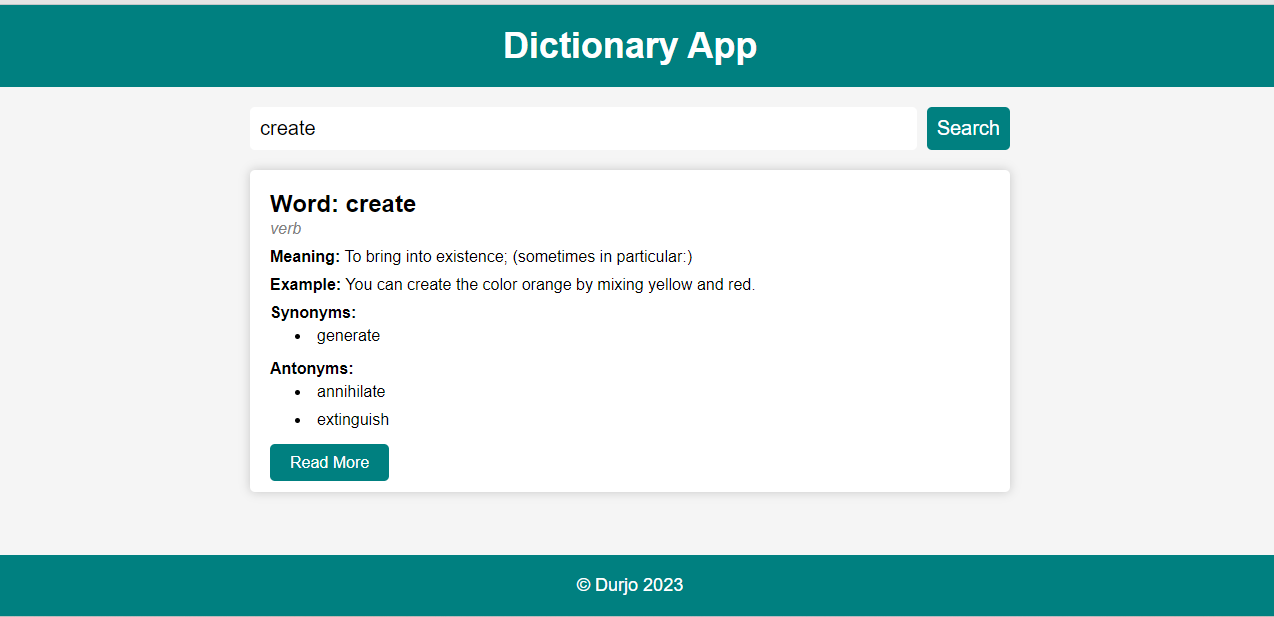 Dictionary App
create
Search
Word: create
verb
Meaning: To bring into existence; (sometimes in particular:)
Example: You can create the color orange by mixing yellow and red.
Synonyms:
• generate
Antonyms:
• annihilate
• extinguish
Read More
© Durjo 2023